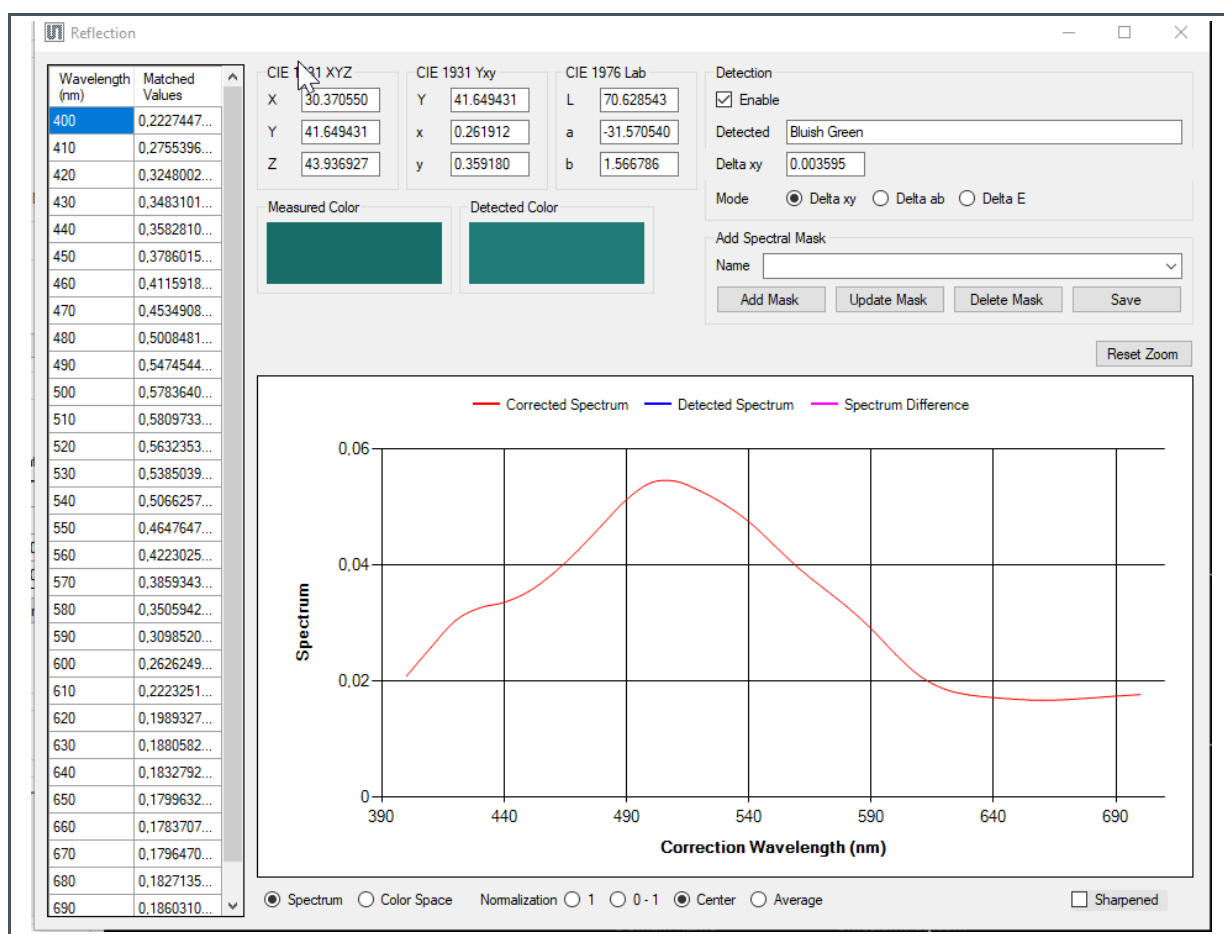 Reflection
Wavelength (nm) Matched Values
400 0,2227447...
410 0,2755396...
420 0,3248002...
430 0,3483101...
440 0,3582810...
450 0,3786015...
460 0,4115918...
470 0,4534908...
480 0,5008481...
490 0,5474544...
500 0,5783640...
510 0,5809733...
520 0,5632353...
530 0,5385039...
540 0,5066257...
550 0,4647647...
560 0,4223025...
570 0,3859343...
580 0,3505942...
590 0,3098520...
600 0,2626249...
610 0,2223251...
620 0,1989327...
630 0,1880582...
640 0,1832792...
650 0,1799632...
660 0,1783707...
670 0,1796470...
680 0,1827135...
690 0,1860310...
CIE XYZ
X 30.370550
Y 41.649431
Z 43.936927
CIE 1931 Yxy
Y 41.649431
x 0.261912
y 0.359180
CIE 1976 Lab
L 70.628543
a -31.570540
b 1.566786
Detection
Enable
Detected Bluish Green
Delta xy 0.003595
Mode Delta xy Delta ab Delta E
Measured Color
Detected Color
Add Spectral Mask
Name
Add Mask Update Mask Delete Mask Save
Reset Zoom
Corrected Spectrum Detected Spectrum Spectrum Difference
0,06
0,04
0,02
0
Spectrum
390 440 490 540 590 640 690
Correction Wavelength (nm)
Spectrum Color Space Normalization 1 0 - 1 Center Average Sharpened